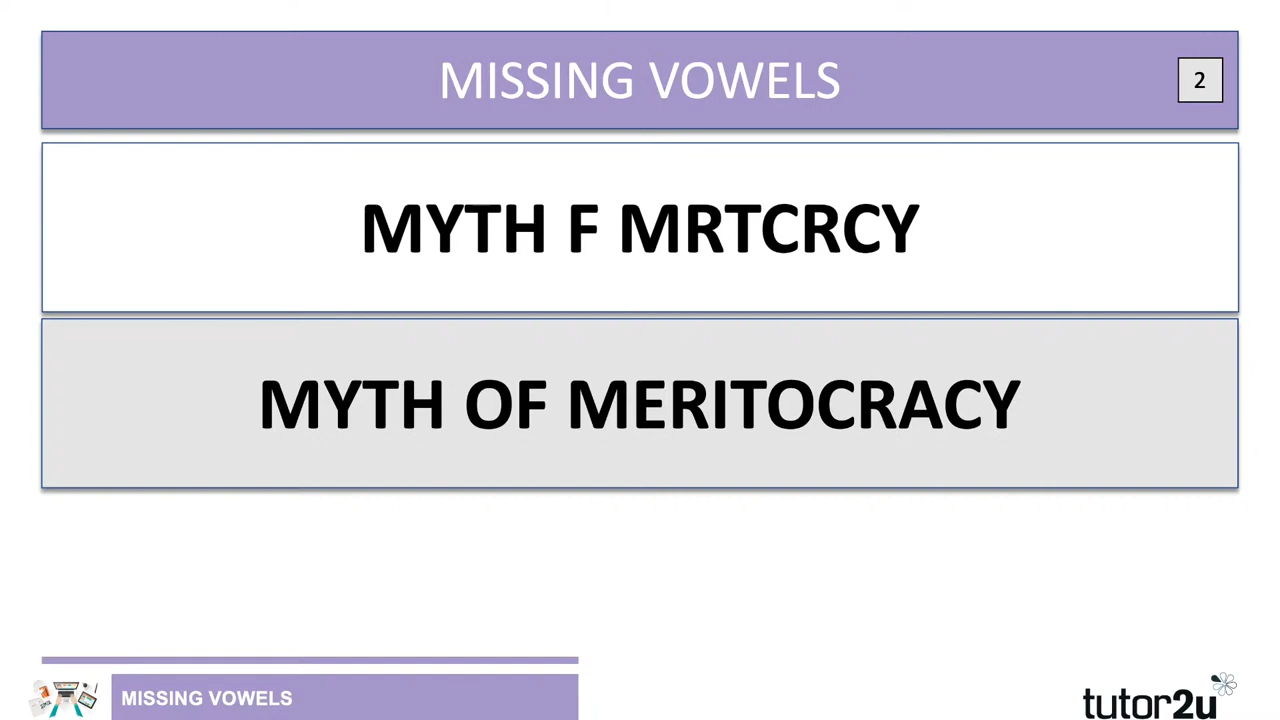 MISSING VOWELS
2
MYTH F MRTCRCY
MYTH OF MERITOCRACY
MISSING VOWELS
tutor2u